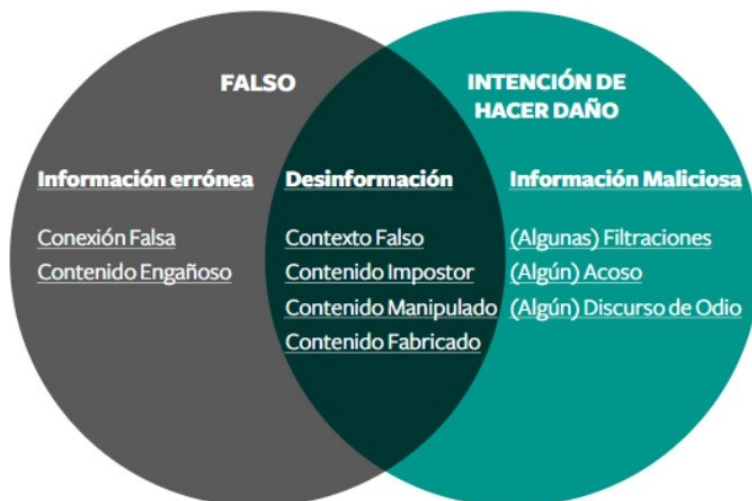 FALSO
INTENCIÓN DE
HACER DAÑO
Información errónea
Conexión Falsa
Contenido Engañoso
Desinformación
Contexto Falso
Contenido Impostor
Contenido Manipulado
Contenido Fabricado
Información Maliciosa
(Algunas) Filtraciones
(Algún) Acoso
(Algún) Discurso de Odio